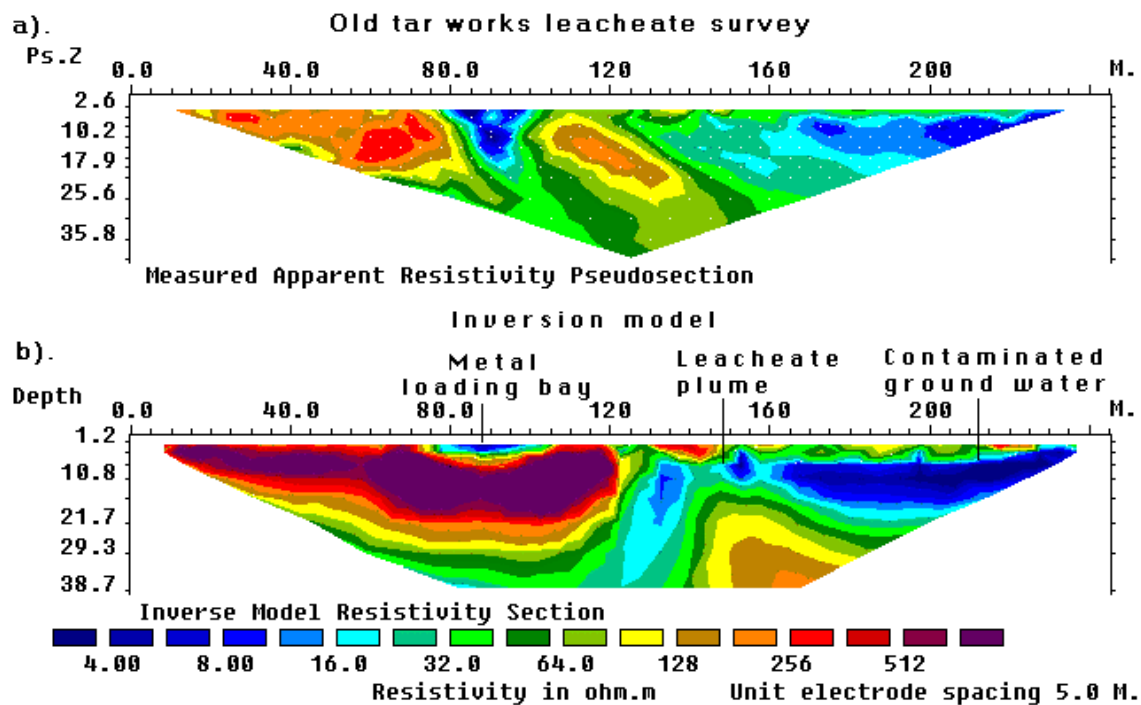 a). Old tar works leacheate survey
Ps.Z 0.0 40.0 80.0 120 160 200 M.
2.6
10.2
17.9
25.6
35.8
Measured Apparent Resistivity Pseudosection
Inversion model
b).
Metal loading bay
Leacheate plume
Contaminated ground water
Depth 0.0 40.0 80.0 120 160 200 M.
1.2
10.8
21.7
29.3
38.7
Inverse Model Resistivity Section
4.00 8.00 16.0 32.0 64.0 128 256 512
Resistivity in ohm.m Unit electrode spacing 5.0 M.